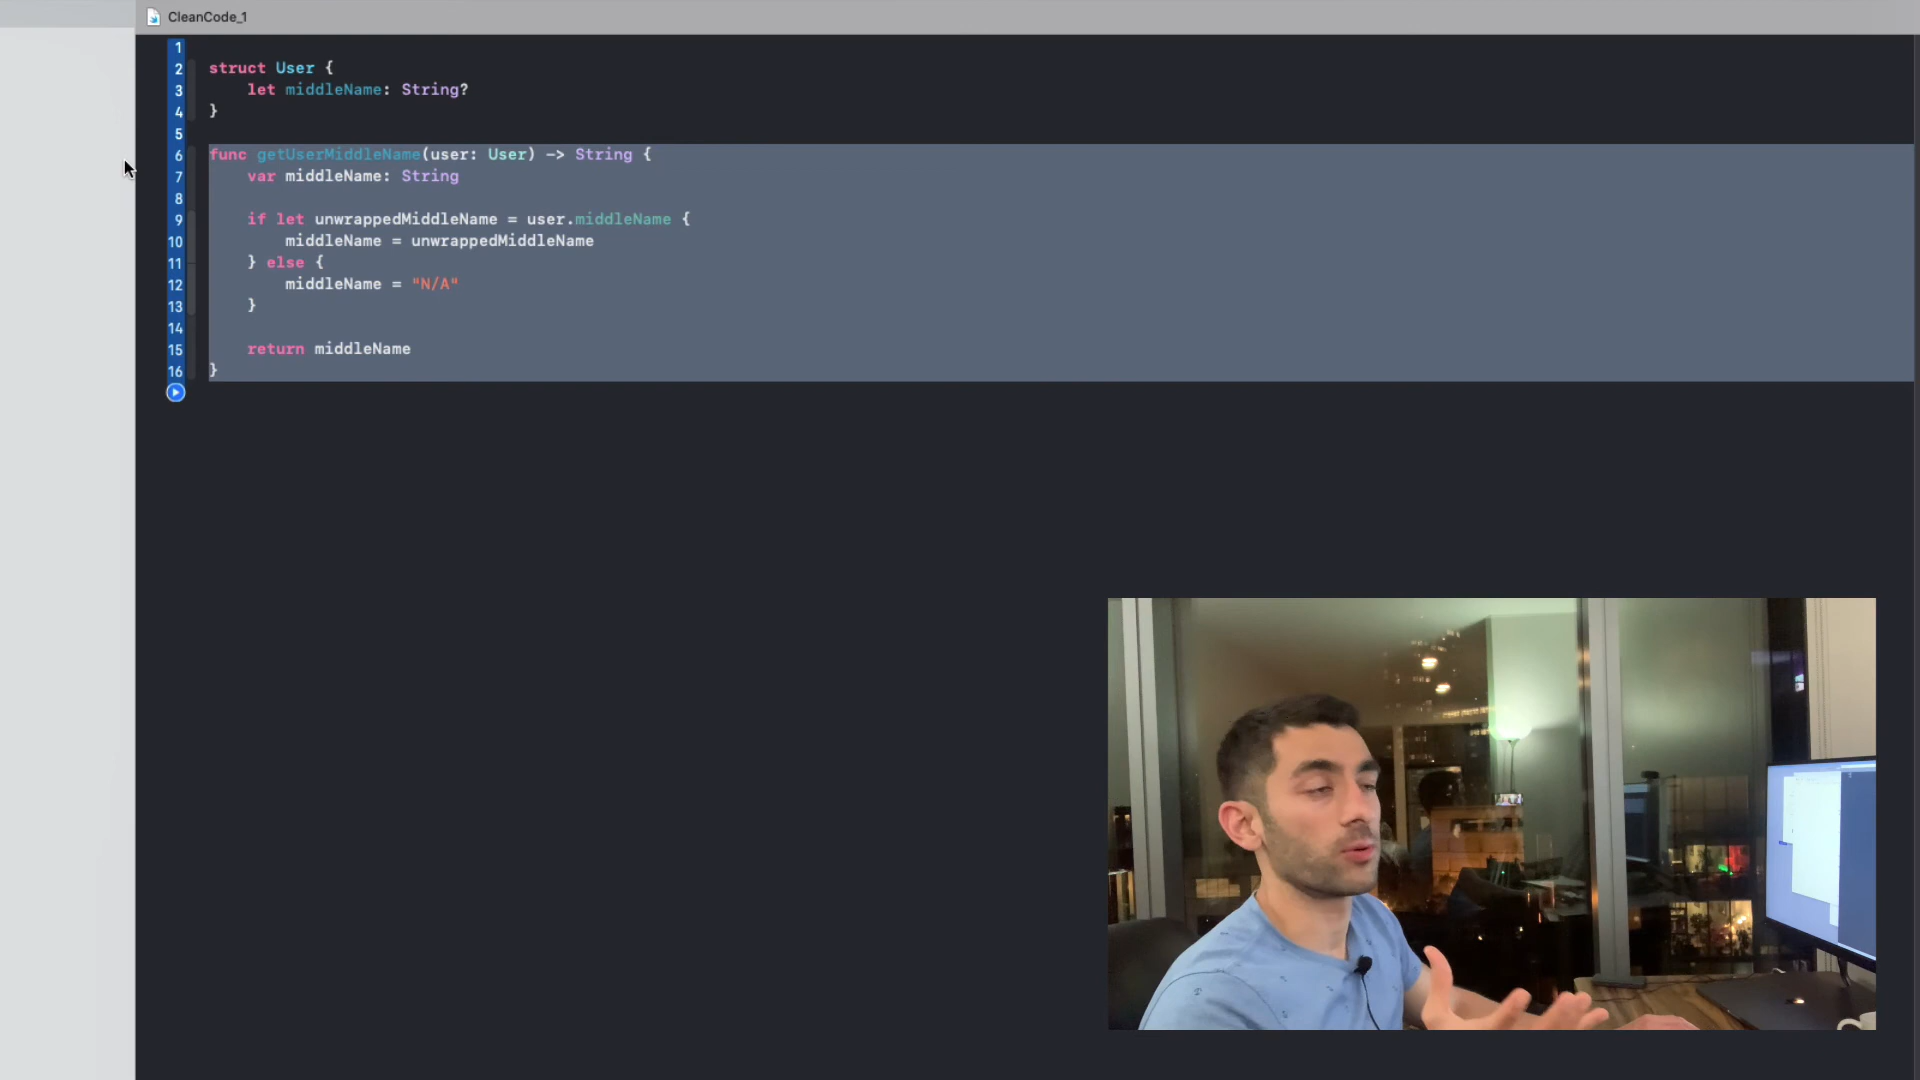 CleanCode_1
1
2 struct User {
3 let middleName: String?
4 }
5
6 func getUserMiddleName(user: User) -> String {
7 var middleName: String
8
9 if let unwrappedMiddleName = user.middleName {
10 middleName = unwrappedMiddleName
11 } else {
12 middleName = "N/A"
13 }
14
15 return middleName
16 }